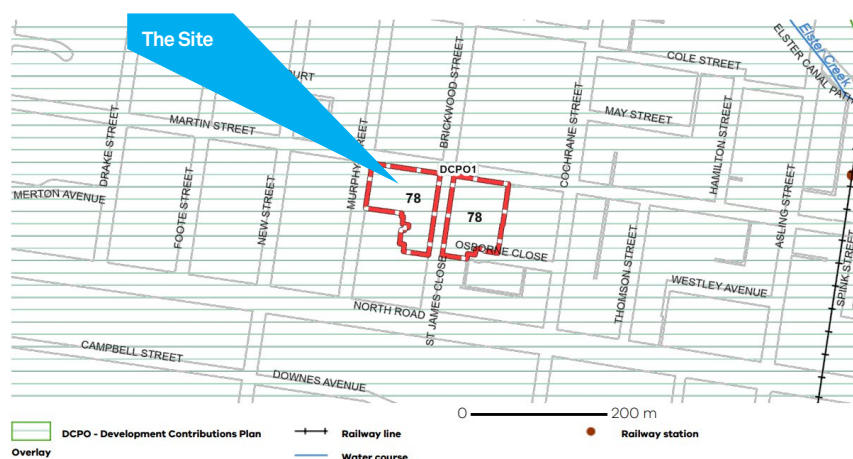 The Site
COLE STREET
Elster Creek
ELSTER CANAL PATH
URT
BRICKWOOD STREET
MARTIN STREET
MAY STREET
DRAKE STREET
MURPHY
REET
COCHRANE STREET
HAMILTON STREET
DCPO1
MERTON AVENUE
FOOTE STREET
NEW STREET
78
78
OSBORNE CLOSE
ASLING STREET
SPINK STREET
THOMSON STREET
WESTLEY AVENUE
NORTH ROAD
ST JAMES CLOSE
CAMPBELL STREET
DOWNES AVENUE
0 200 m
DCPO - Development Contributions Plan Overlay
Railway line
Railway station
Water course